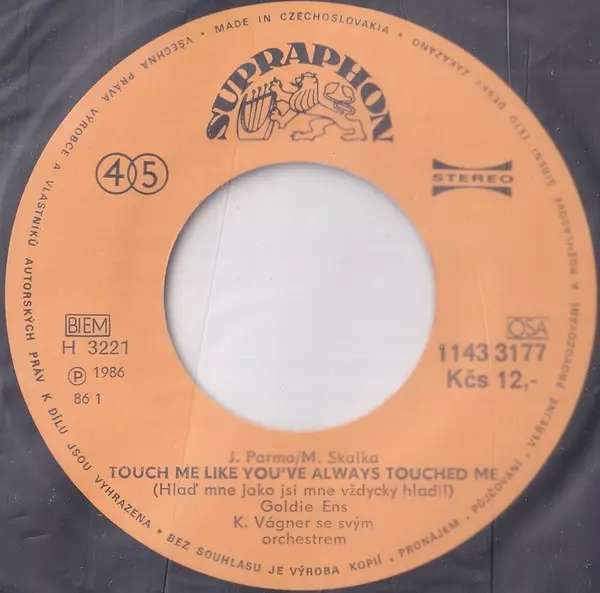 • MADE IN CZECHOSLOVAKIA •
VŠECHNA PRÁVA VÝROBCE A VLASTNÍKŮ AUTORSKÝCH PRÁV K DÍLU JSOU VYHRAZENA • BEZ SOUHLASU JE VÝROBA KOPIÍ, PRONÁJEM, PŮJČOVÁNÍ, VEŘEJNÉ PROVOZOVÁNÍ A ROZHLASOVÉ ŠÍŘENÍ TÉTO DESKY ZAKÁZÁNO
SUPRAPHON
45
STEREO
BIEM
H 3221
Ⓟ 1986
86 1
OSA
1143 3177
Kčs 12,-
J. Parma/M. Skalka
TOUCH ME LIKE YOU'VE ALWAYS TOUCHED ME
(Hlaď mne jako jsi mne vždycky hladil)
Goldie Ens
K. Vágner se svým
orchestrem